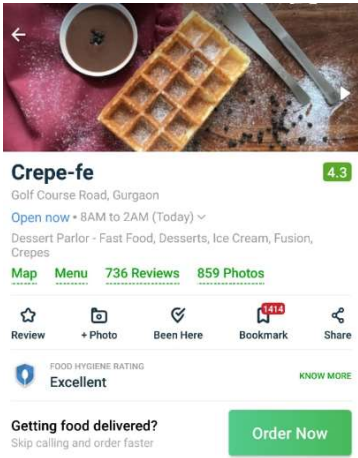 Crepe-fe
4.3
Golf Course Road, Gurgaon
Open now • 8AM to 2AM (Today)
Dessert Parlor - Fast Food, Desserts, Ice Cream, Fusion,
Crepes
Map Menu 736 Reviews 859 Photos
1414
Review + Photo Been Here Bookmark Share
FOOD HYGIENE RATING
Excellent
KNOW MORE
Getting food delivered?
Skip calling and order faster
Order Now